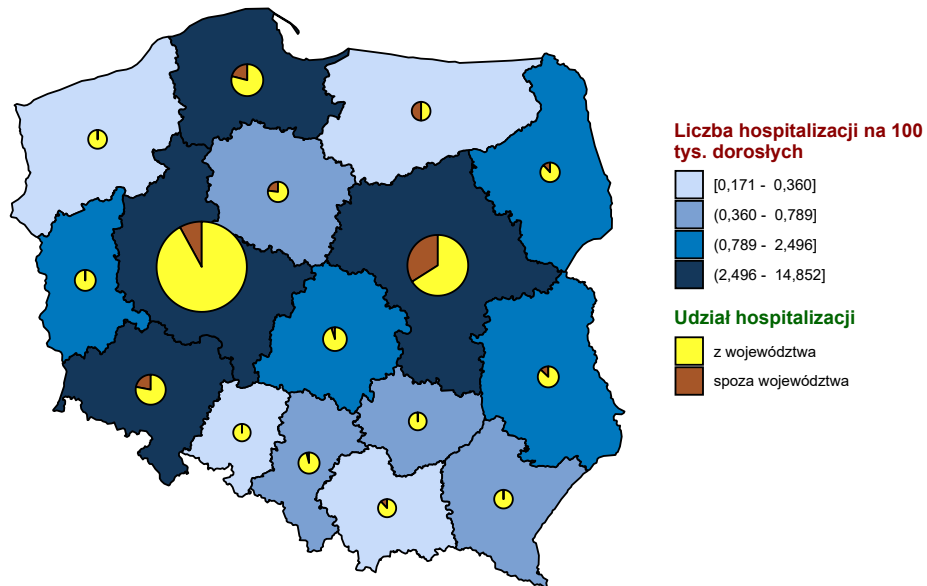 Liczba hospitalizacji na 100
tys. dorosłych
[0,171 - 0,360]
(0,360 - 0,789]
(0,789 - 2,496]
(2,496 - 14,852]
Udział hospitalizacji
z województwa
spoza województwa